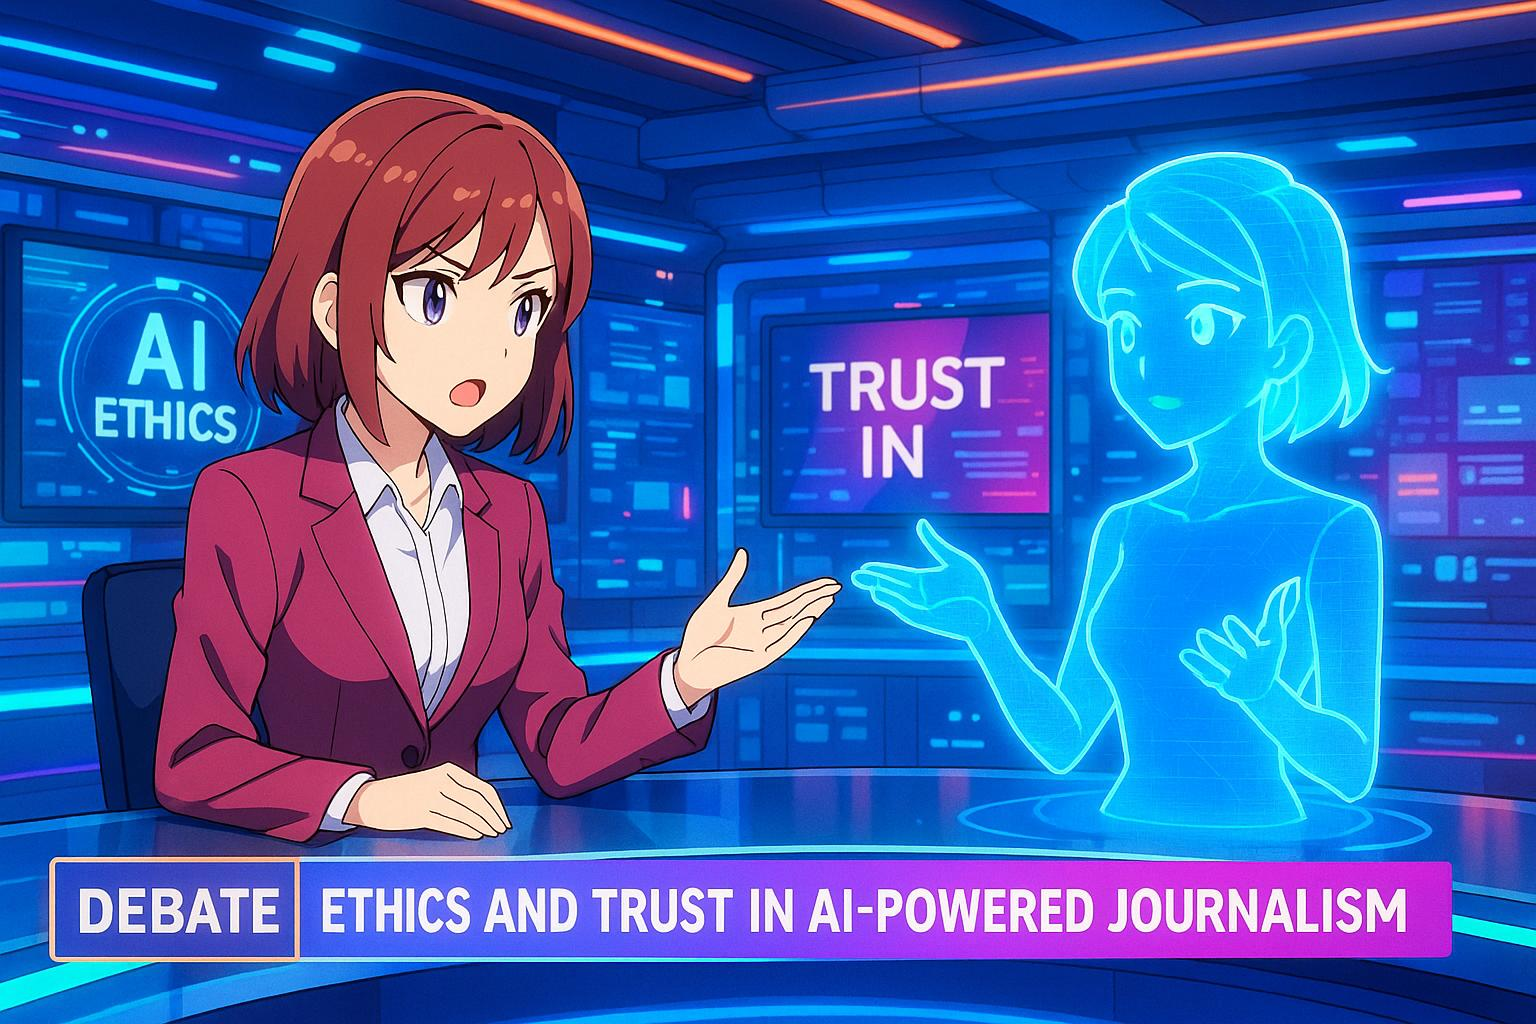 AI
ETHICS
TRUST
IN
DEBATE
ETHICS AND TRUST IN AI-POWERED JOURNALISM